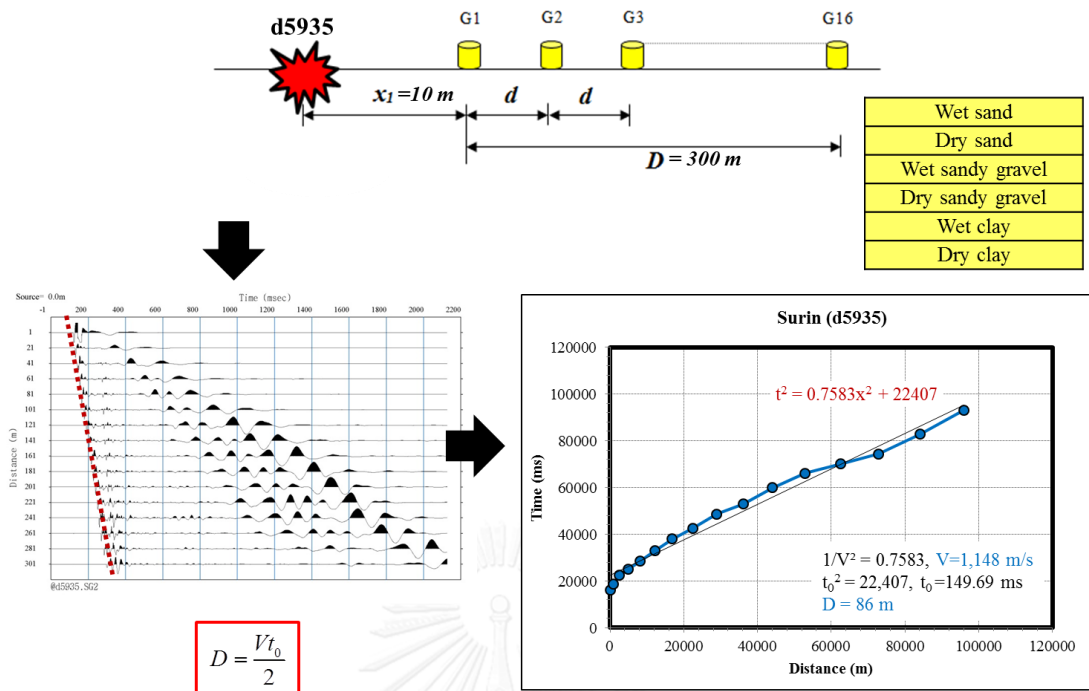 d5935
G1 G2 G3 G16
x₁ =10 m d d
D = 300 m
Wet sand
Dry sand
Wet sandy gravel
Dry sandy gravel
Wet clay
Dry clay
Source= 0.0m Time (msec)
-1 200 400 600 800 1000 1200 1400 1600 1800 2000 2200
Distance (m)
1
21
41
61
81
101
121
141
161
181
201
221
241
261
281
301
@d5935.SG2
D = Vt₀ / 2
Surin (d5935)
Time (ms)
120000
100000
80000
60000
40000
20000
0
t² = 0.7583x² + 22407
1/V² = 0.7583, V=1,148 m/s
t₀² = 22,407, t₀=149.69 ms
D = 86 m
0 20000 40000 60000 80000 100000 120000
Distance (m)